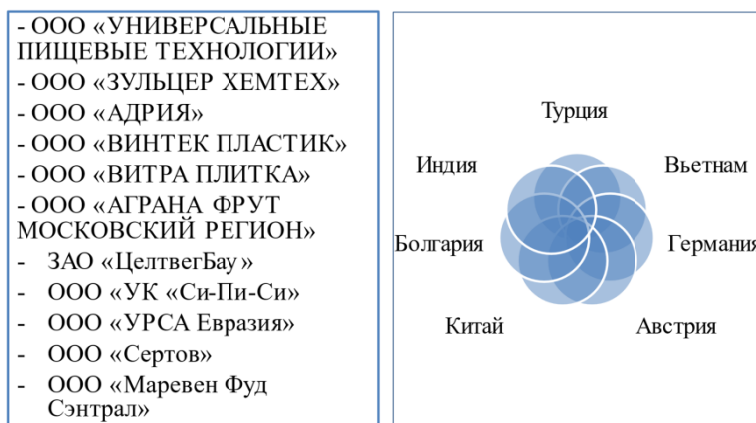 - ООО «УНИВЕРСАЛЬНЫЕ
ПИЩЕВЫЕ ТЕХНОЛОГИИ»
- ООО «ЗУЛЬЦЕР ХЕМТЕХ»
- ООО «АДРИЯ»
- ООО «ВИНТЕК ПЛАСТИК»
- ООО «ВИТРА ПЛИТКА»
- ООО «АГРАНА ФРУТ
МОСКОВСКИЙ РЕГИОН»
- ЗАО «ЦелтвегБау»
- ООО «УК «Си-Пи-Си»
- ООО «УРСА Евразия»
- ООО «Сертов»
- ООО «Маревен Фуд
Сэнтрал»
Турция
Индия
Вьетнам
Болгария
Германия
Китай
Австрия